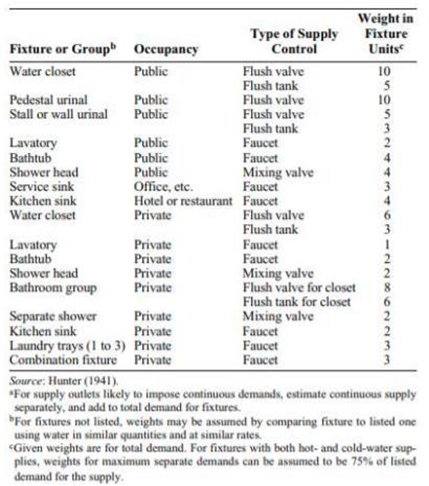 Weight in
Type of Supply Fixture
Fixture or Groupᵇ Occupancy Control Unitsᶜ
Water closet Public Flush valve 10
Flush tank 5
Pedestal urinal Public Flush valve 10
Stall or wall urinal Public Flush valve 5
Flush tank 3
Lavatory Public Faucet 2
Bathtub Public Faucet 4
Shower head Public Mixing valve 4
Service sink Office, etc. Faucet 3
Kitchen sink Hotel or restaurant Faucet 4
Water closet Private Flush valve 6
Flush tank 3
Lavatory Private Faucet 1
Bathtub Private Faucet 2
Shower head Private Mixing valve 2
Bathroom group Private Flush valve for closet 8
Flush tank for closet 6
Separate shower Private Mixing valve 2
Kitchen sink Private Faucet 2
Laundry trays (1 to 3) Private Faucet 3
Combination fixture Private Faucet 3
Source: Hunter (1941).
ᵃFor supply outlets likely to impose continuous demands, estimate continuous supply
separately, and add to total demand for fixtures.
ᵇFor fixtures not listed, weights may be assumed by comparing fixture to listed one
using water in similar quantities and at similar rates.
ᶜGiven weights are for total demand. For fixtures with both hot- and cold-water sup-
plies, weights for maximum separate demands can be assumed to be 75% of listed
demand for the supply.